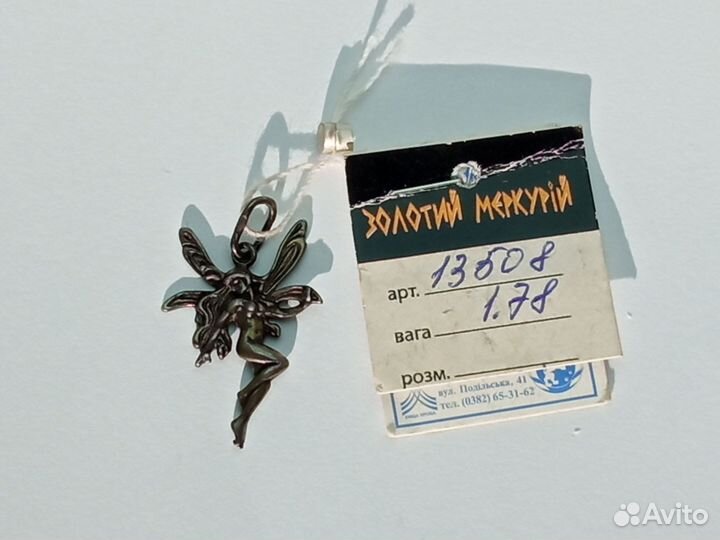 ЗОЛОТИЙ МЕРКУРІЙ
арт. 13508
1.78
вага
розм.
вул. Подільська, 41
тел. (0382) 65-31-62
Avito